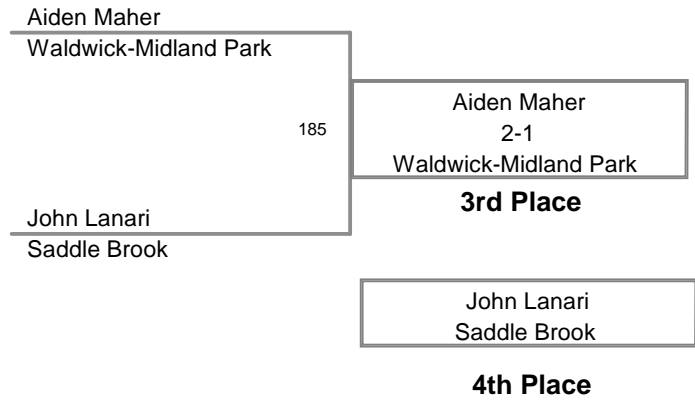 Aiden Maher
Waldwick-Midland Park
185
Aiden Maher
2-1
Waldwick-Midland Park
3rd Place
John Lanari
Saddle Brook
John Lanari
Saddle Brook
4th Place